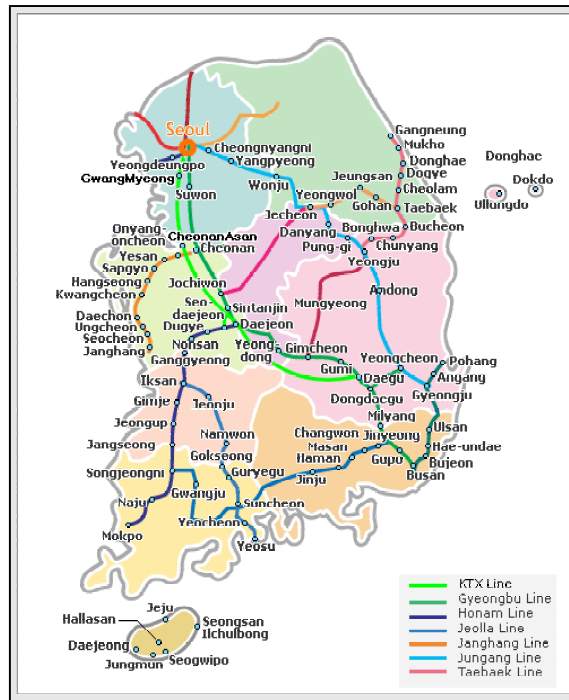 Seoul
Cheongnyangni
Yeongdeungpo
Yangpyeong
GwangMyeong
Suwon
Wonju
Gangneung
Mukho
Donghae
Dogye
Cheolam
Taebaek
Bucheon
Donghac
Dokdo
Ullungdo
Jeungsan
Yeongwol
Gohan
Jecheon
Danyang
Bonghwa
Pung-gi
Chunyang
Yeongju
Onyang-
oncheon
CheonanAsan
Cheonan
Yesan
Sapgyo
Hangseong
Kwangcheon
Jochiwon
Seo-
daejeon
Sintanjin
Mungyeong
Andong
Daechon
Ungcheon
Seocheon
Janghang
Dugye
Daejeon
Nonsan
Ganggyeong
Yeong-
dong
Gimcheon
Gumi
Yeongcheon
Pohang
Angang
Daegu
Gyeongju
Dongdaegu
Iksan
Gimje
Jeonju
Milyang
Ulsan
Jeongup
Namwon
Changwon
Jinyeong
Masan
Hae-undae
Jangseong
Gokseong
Haman
Gupo
Bujeon
Songjeongni
Guryegu
Jinju
Busan
Gwangju
Naju
Suncheon
Yeocheon
Mokpo
Yeosu
Jeju
Hallasan
Seongsan
Ilchulbong
Daejeong
Jungmun
Seogwipo
KTX Line
Gyeongbu Line
Honam Line
Jeolla Line
Janghang Line
Jungang Line
Taebaek Line